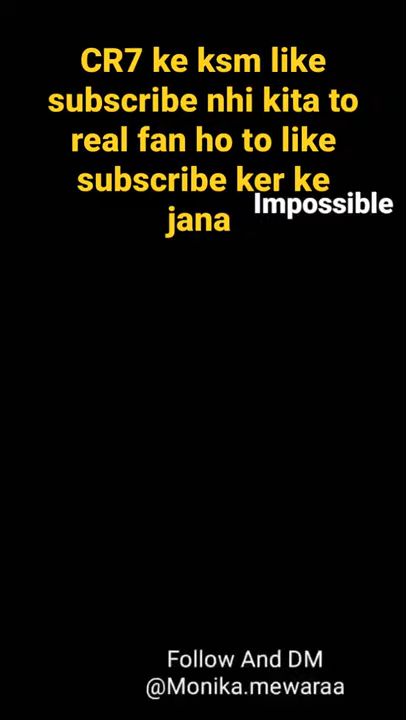 CR7 ke ksm like
subscribe nhi kita to
real fan ho to like
subscribe ker ke
jana
Impossible
Follow And DM
@Monika.mewaraa